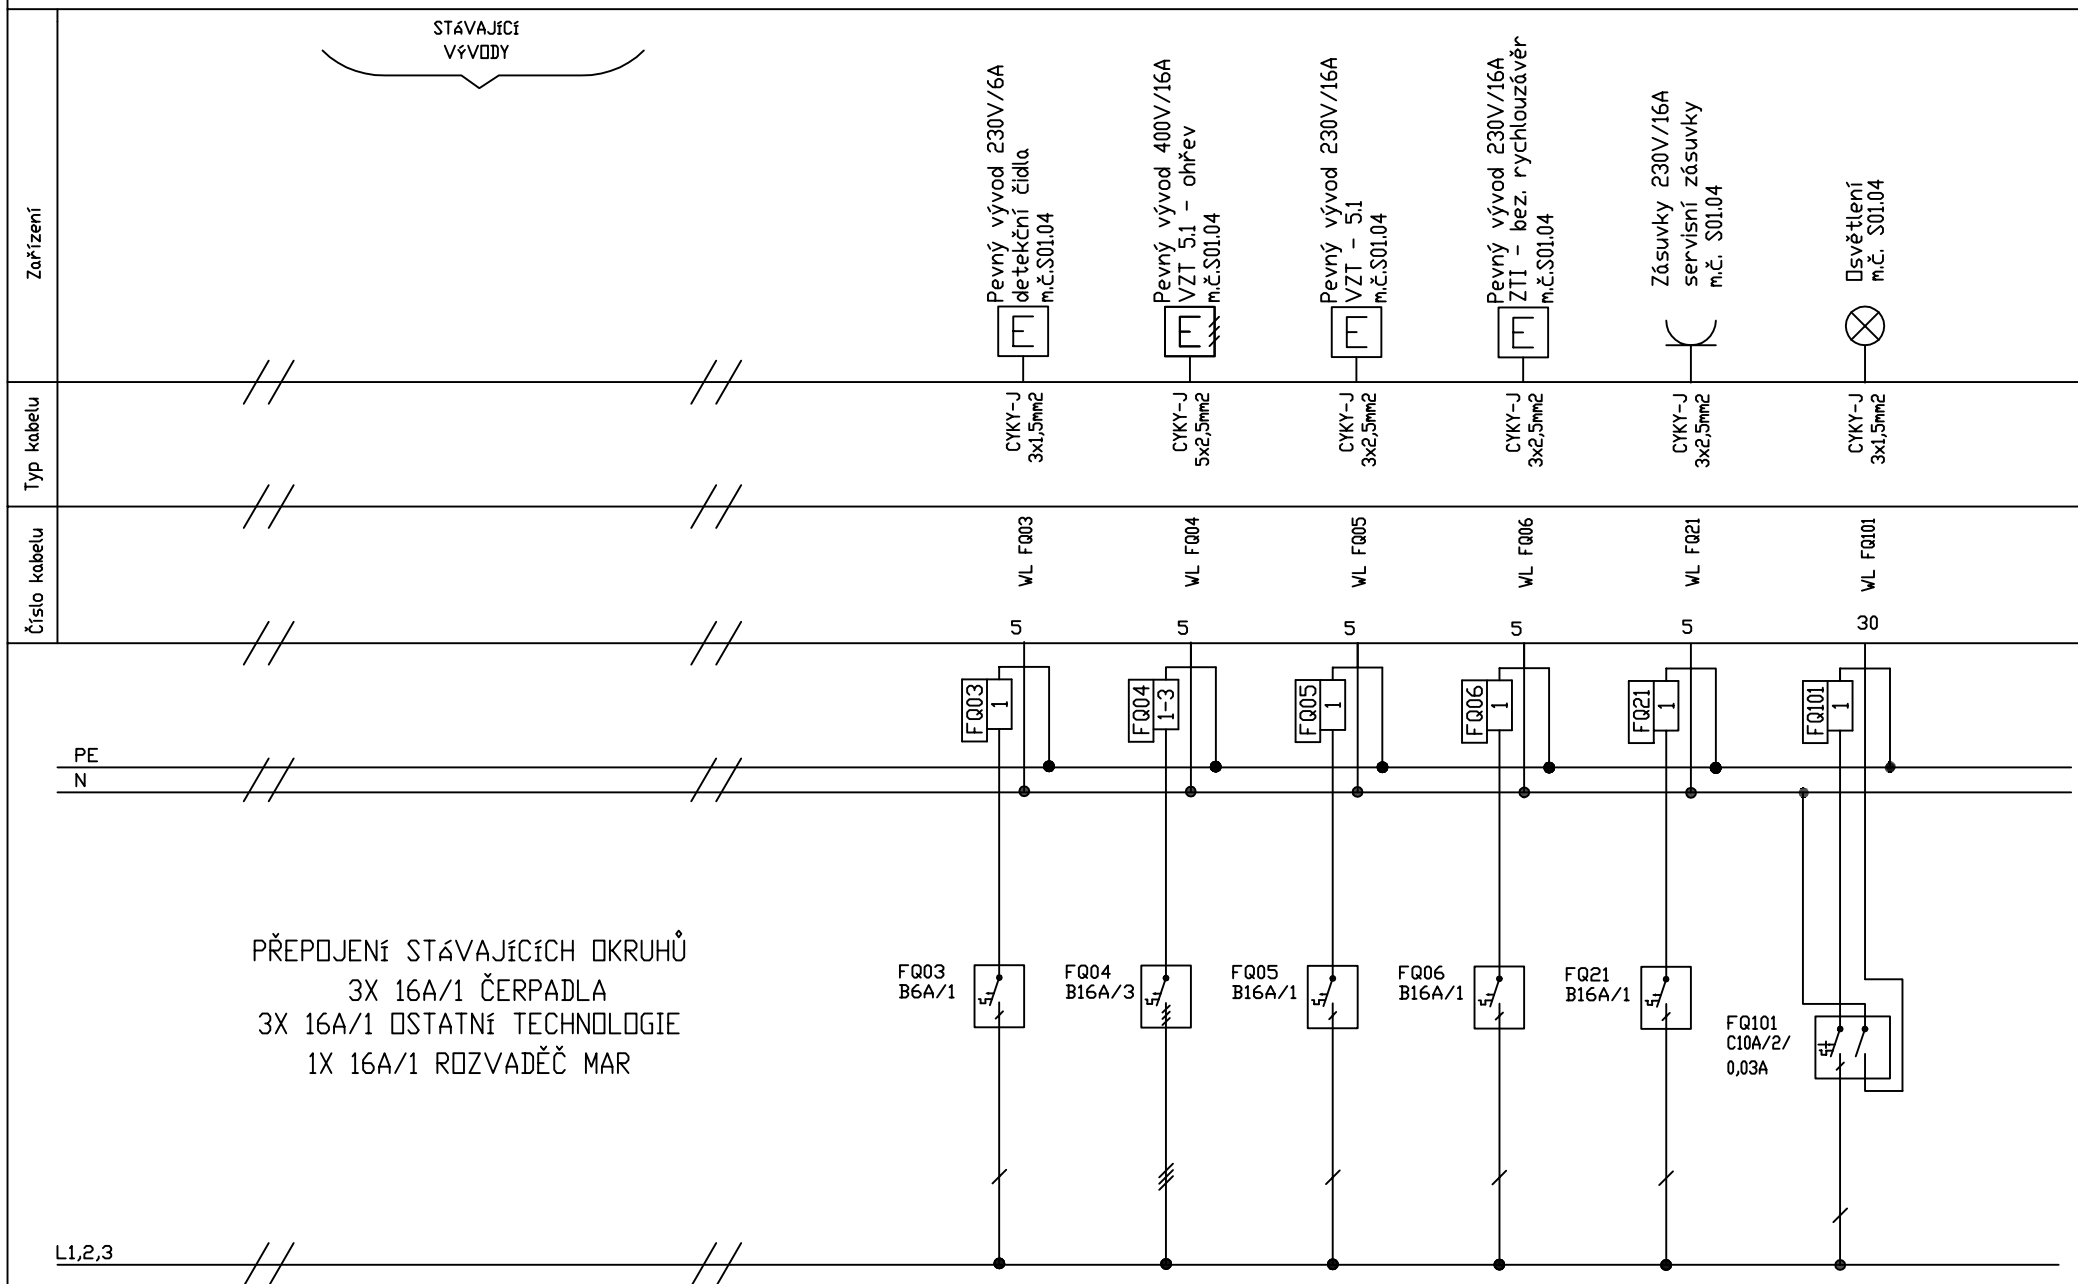 STÁVAJÍCÍ
VÝVODY
Zařízení
Pevný vývod 230V/6A
detekční čidla
m.č.S01.04
Pevný vývod 400V/16A
VZT 5.1 - ohřev
m.č.S01.04
Pevný vývod 230V/16A
VZT - 5.1
m.č.S01.04
Pevný vývod 230V/16A
ZTI - bez. rychlouzávěr
m.č.S01.04
Zásuvky 230V/16A
servisní zásuvky
m.č. S01.04
Osvětlení
m.č. S01.04
E
E
E
E
Typ kabelu
CYKY-J
3x1,5mm2
CYKY-J
5x2,5mm2
CYKY-J
3x2,5mm2
CYKY-J
3x2,5mm2
CYKY-J
3x2,5mm2
CYKY-J
3x1,5mm2
Číslo kabelu
WL FQ03
WL FQ04
WL FQ05
WL FQ06
WL FQ21
WL FQ101
5
5
5
5
5
30
FQ03
1
FQ04
1-3
FQ05
1
FQ06
1
FQ21
1
FQ101
1
PE
N
PŘEPOJENÍ STÁVAJÍCÍCH OKRUHŮ
3X 16A/1 ČERPADLA
3X 16A/1 OSTATNÍ TECHNOLOGIE
1X 16A/1 ROZVADĚČ MAR
FQ03
B6A/1
FQ04
B16A/3
FQ05
B16A/1
FQ06
B16A/1
FQ21
B16A/1
FQ101
C10A/2/
0,03A
L1,2,3